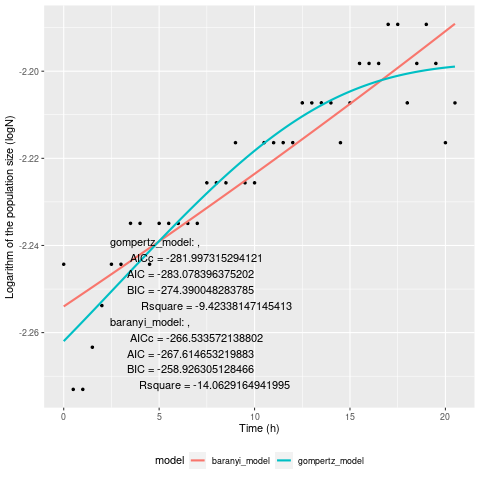 -2.20
-2.22
-2.24
-2.26
Logarithm of the population size (logN)
gompertz_model: ,
AICc = -281.997315294121
AIC = -283.078396375202
BIC = -274.390048283785
Rsquare = -9.42338147145413
baranyi_model: ,
AICc = -266.533572138802
AIC = -267.614653219883
BIC = -258.926305128466
Rsquare = -14.0629164941995
0 5 10 15 20
Time (h)
model baranyi_model gompertz_model